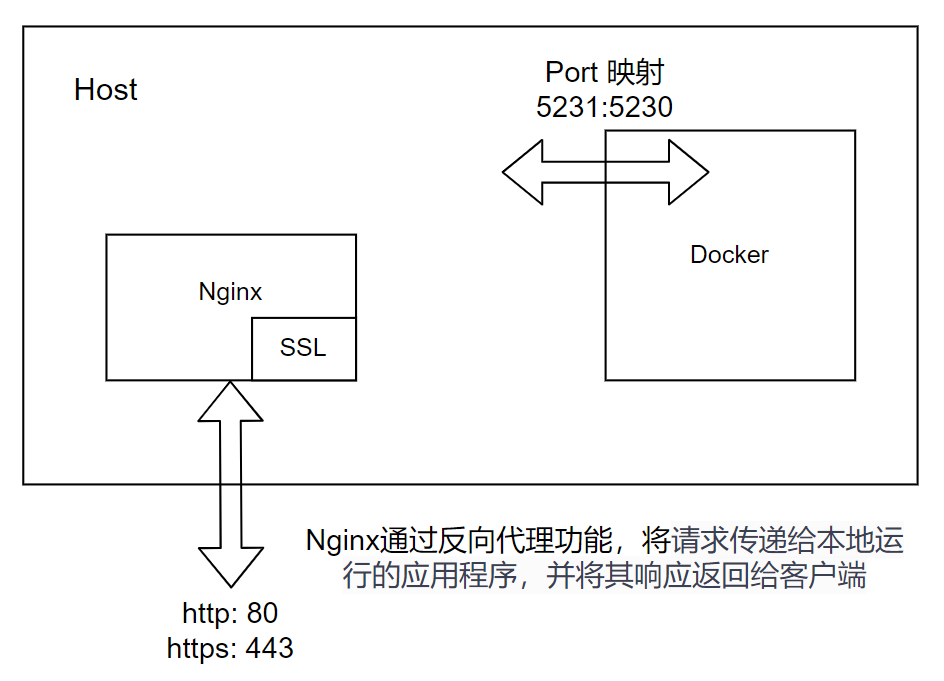 Host
Port 映射
5231:5230
Nginx
SSL
Docker
Nginx通过反向代理功能，将请求传递给本地运
行的应用程序，并将其响应返回给客户端
http: 80
https: 443